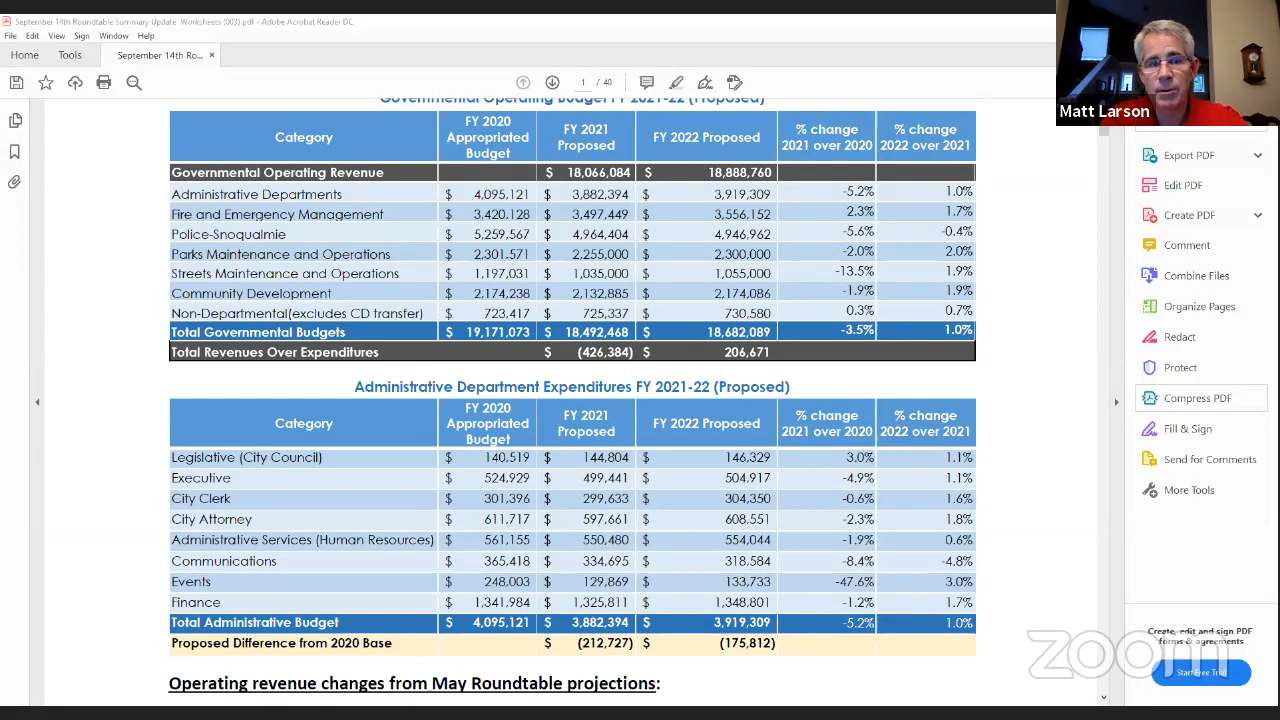 September 14th Roundtable Summary Update Worksheets (003).pdf - Adobe Acrobat Reader DC
File Edit View Sign Window Help
Home Tools September 14th Ro... ×
1 / 40
Matt Larson
Governmental Operating Budget FY 2021-22 (Proposed)
Category FY 2020 Appropriated Budget FY 2021 Proposed FY 2022 Proposed % change 2021 over 2020 % change 2022 over 2021
Governmental Operating Revenue $ 18,066,084 $ 18,888,760
Administrative Departments $ 4,095,121 $ 3,882,394 $ 3,919,309 -5.2% 1.0%
Fire and Emergency Management $ 3,420,128 $ 3,497,449 $ 3,556,152 2.3% 1.7%
Police-Snoqualmie $ 5,259,567 $ 4,964,404 $ 4,946,962 -5.6% -0.4%
Parks Maintenance and Operations $ 2,301,571 $ 2,255,000 $ 2,300,000 -2.0% 2.0%
Streets Maintenance and Operations $ 1,197,031 $ 1,035,000 $ 1,055,000 -13.5% 1.9%
Community Development $ 2,174,238 $ 2,132,885 $ 2,174,086 -1.9% 1.9%
Non-Departmental(excludes CD transfer) $ 723,417 $ 725,337 $ 730,580 0.3% 0.7%
Total Governmental Budgets $ 19,171,073 $ 18,492,468 $ 18,682,089 -3.5% 1.0%
Total Revenues Over Expenditures $ (426,384) $ 206,671
Administrative Department Expenditures FY 2021-22 (Proposed)
Category FY 2020 Appropriated Budget FY 2021 Proposed FY 2022 Proposed % change 2021 over 2020 % change 2022 over 2021
Legislative (City Council) $ 140,519 $ 144,804 $ 146,329 3.0% 1.1%
Executive $ 524,929 $ 499,441 $ 504,917 -4.9% 1.1%
City Clerk $ 301,396 $ 299,633 $ 304,350 -0.6% 1.6%
City Attorney $ 611,717 $ 597,661 $ 608,551 -2.3% 1.8%
Administrative Services (Human Resources) $ 561,155 $ 550,480 $ 554,044 -1.9% 0.6%
Communications $ 365,418 $ 334,695 $ 318,584 -8.4% -4.8%
Events $ 248,003 $ 129,869 $ 133,733 -47.6% 3.0%
Finance $ 1,341,984 $ 1,325,811 $ 1,348,801 -1.2% 1.7%
Total Administrative Budget $ 4,095,121 $ 3,882,394 $ 3,919,309 -5.2% 1.0%
Proposed Difference from 2020 Base $ (212,727) $ (175,812)
Operating revenue changes from May Roundtable projections:
Export PDF
Edit PDF
Create PDF
Comment
Combine Files
Organize Pages
Redact
Protect
Compress PDF
Fill & Sign
Send for Comments
More Tools
Create, edit and sign PDF
forms & agreements
Start Free Trial
zoom